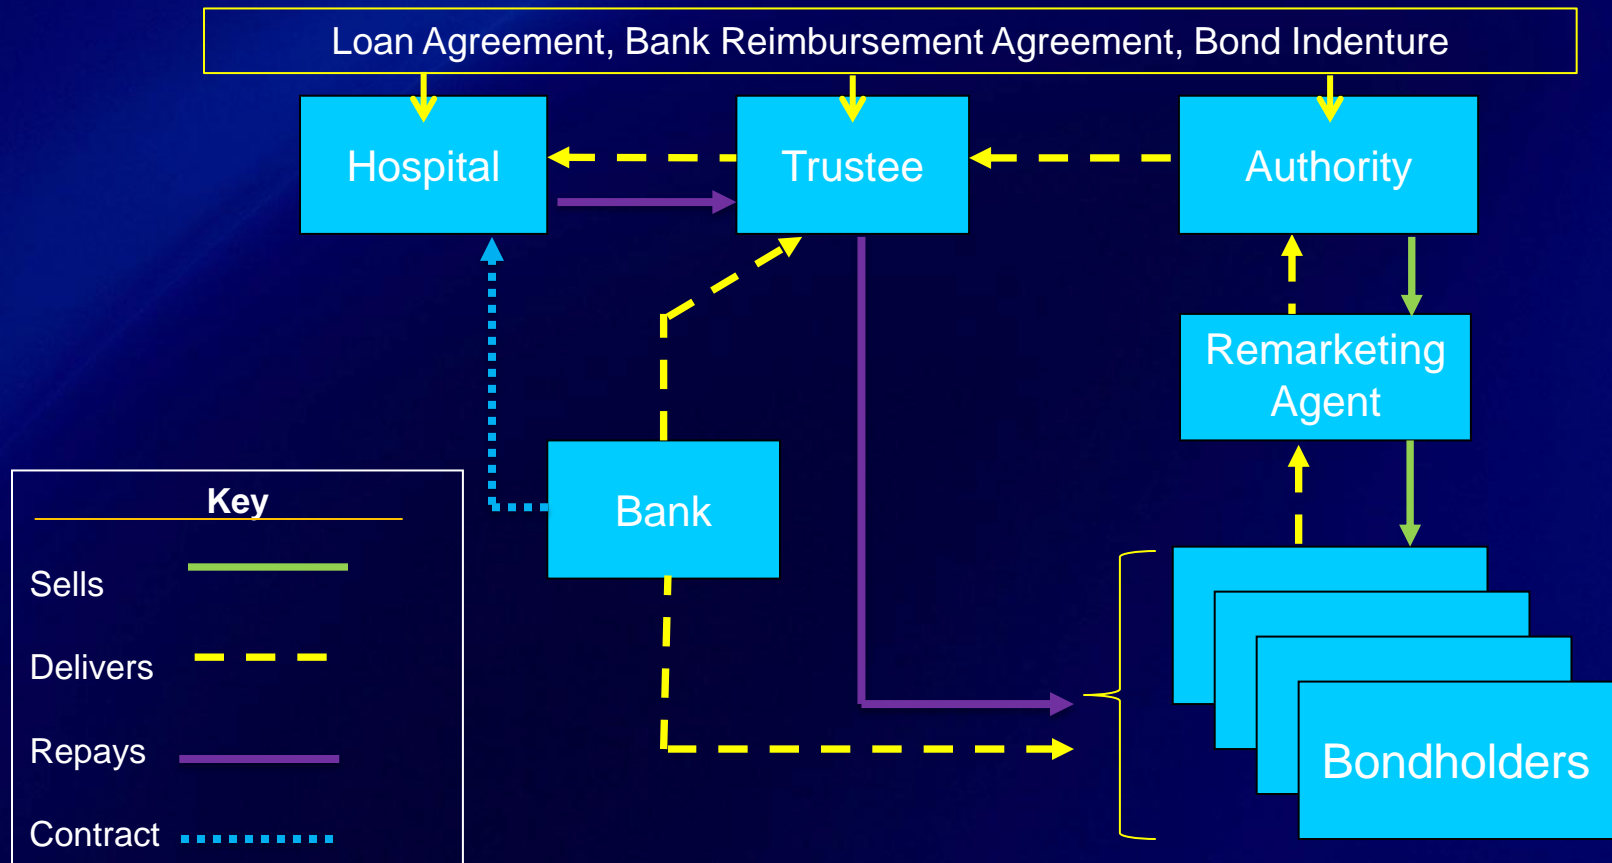 Loan Agreement, Bank Reimbursement Agreement, Bond Indenture
Hospital
Trustee
Authority
Remarketing
Agent
Bank
Bondholders
Key
Sells
Delivers
Repays
Contract